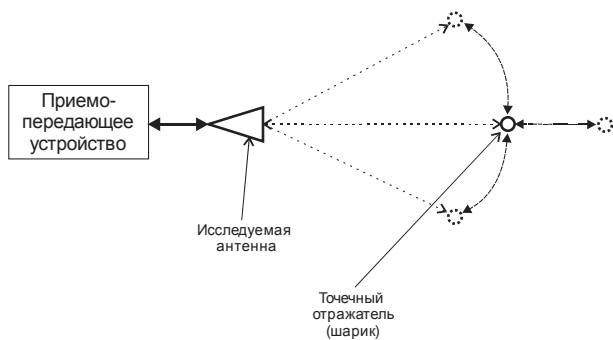 Приемо-
передающее
устройство
Исследуемая
антенна
Точечный
отражатель
(шарик)